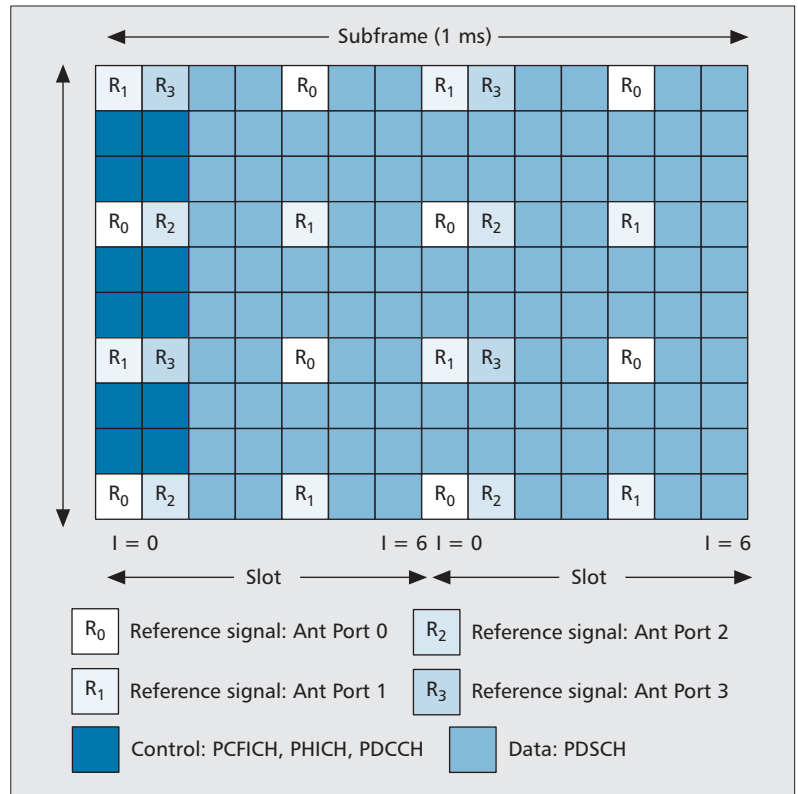 Subframe (1 ms)
R₁ R₃ R₀ R₁ R₃ R₀
R₀ R₂ R₁ R₀ R₂ R₁
R₁ R₃ R₀ R₁ R₃ R₀
R₀ R₂ R₁ R₀ R₂ R₁
I = 0 I = 6 I = 0 I = 6
Slot Slot
R₀ Reference signal: Ant Port 0 R₂ Reference signal: Ant Port 2
R₁ Reference signal: Ant Port 1 R₃ Reference signal: Ant Port 3
Control: PCFICH, PHICH, PDCCH Data: PDSCH